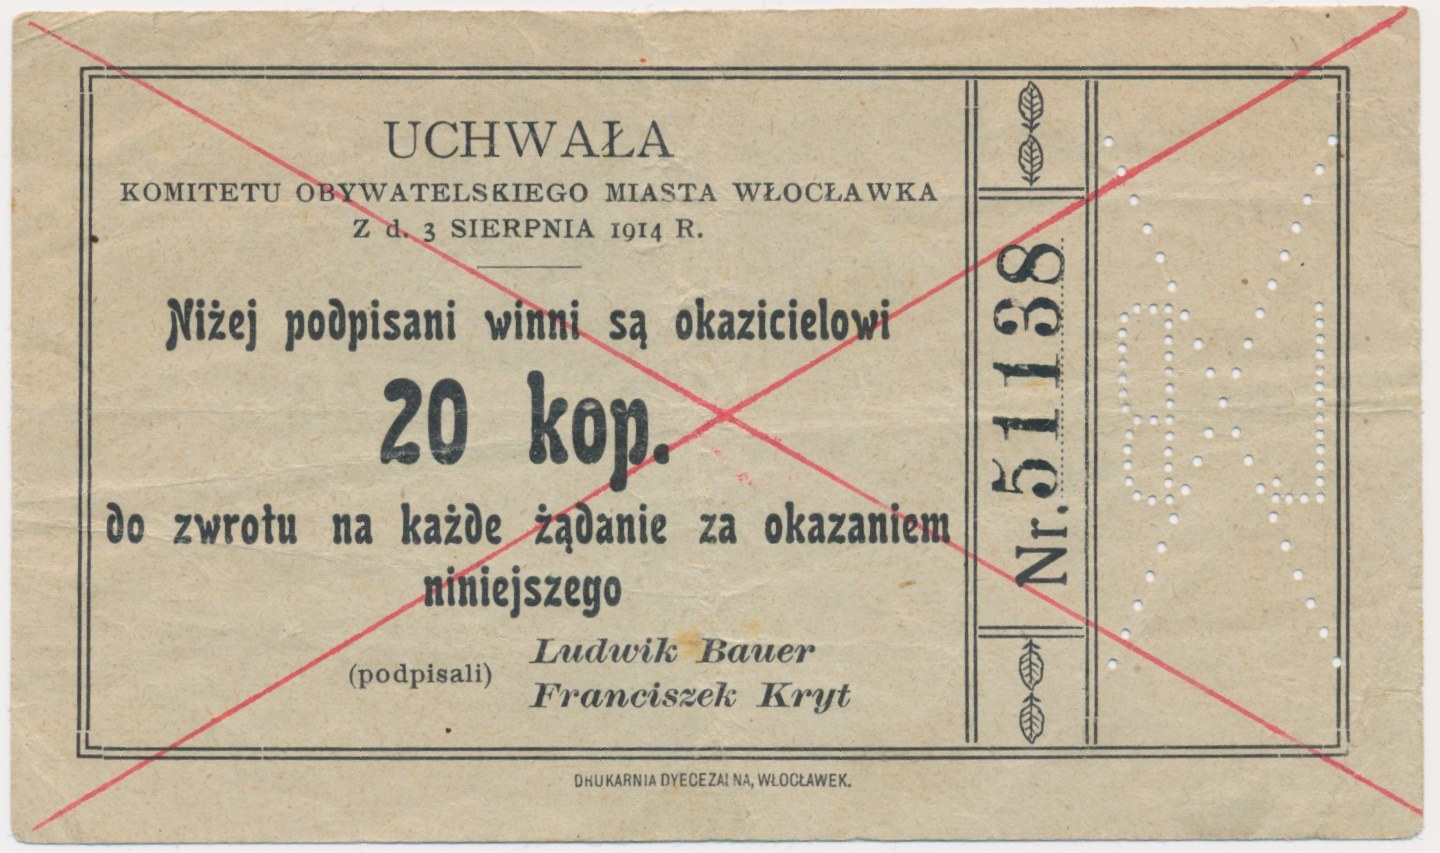 UCHWAŁA
KOMITETU OBYWATELSKIEGO MIASTA WŁOCŁAWKA
Z d. 3 SIERPNIA 1914 R.
Niżej podpisani winni są okazicielowi
20 kop.
do zwrotu na każde żądanie za okazaniem
niniejszego
(podpisali) Ludwik Bauer
Franciszek Kryt
Nr. 51138
DRUKARNIA DYECEZALNA, WŁOCŁAWEK.